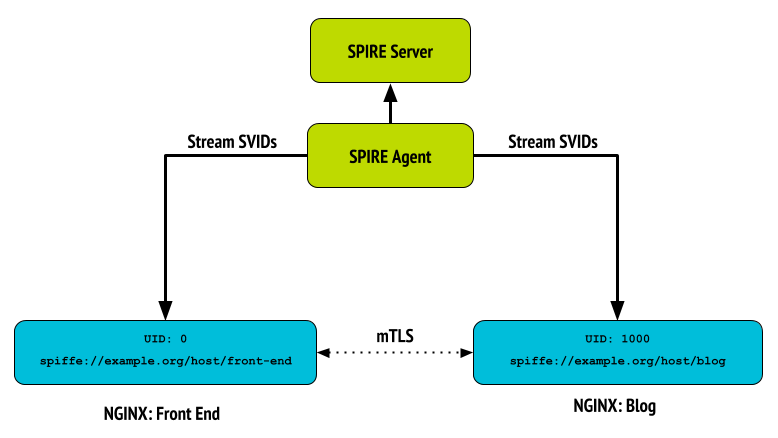 SPIRE Server
SPIRE Agent
Stream SVIDs
Stream SVIDs
UID: 0
spiffe://example.org/host/front-end
mTLS
UID: 1000
spiffe://example.org/host/blog
NGINX: Front End
NGINX: Blog